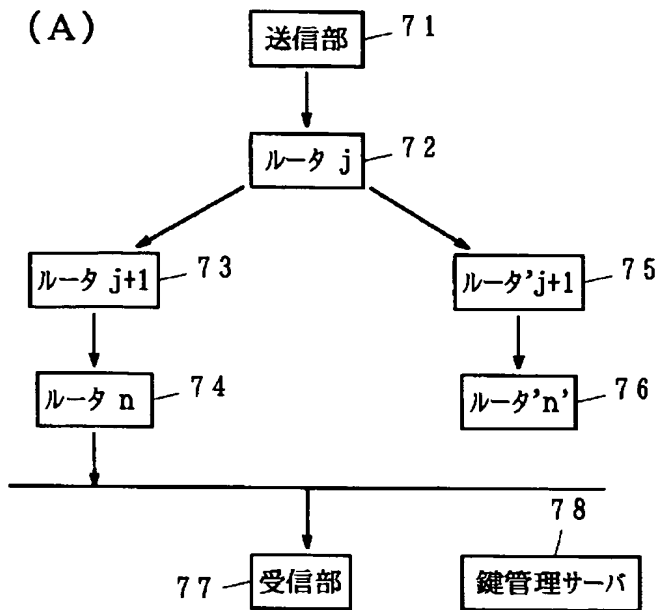 (A)
送信部 71
ルータ j 72
ルータ j+1 73
ルータ'j+1 75
ルータ n 74
ルータ'n' 76
78
77 受信部
鍵管理サーバ